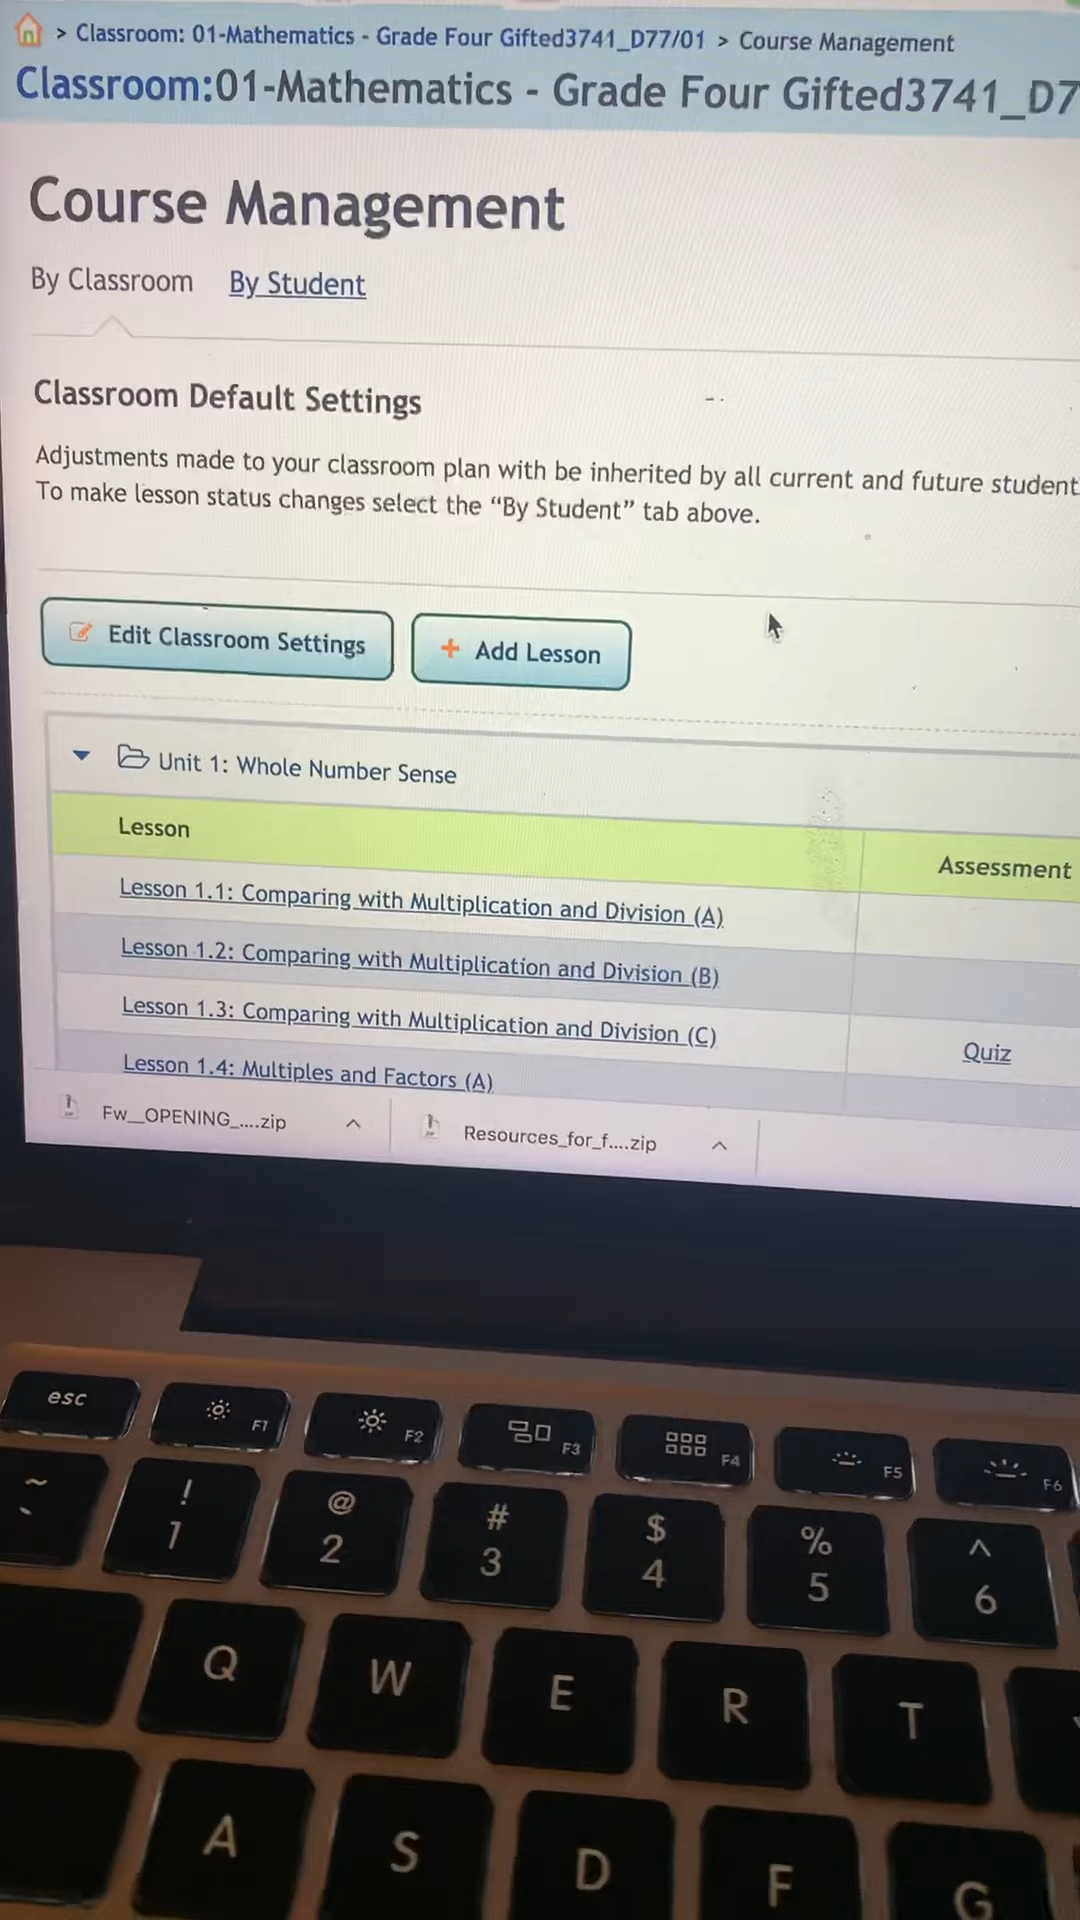 > Classroom: 01-Mathematics - Grade Four Gifted3741_D77/01 > Course Management
Classroom:01-Mathematics - Grade Four Gifted3741_D7
Course Management
By Classroom By Student
Classroom Default Settings
Adjustments made to your classroom plan with be inherited by all current and future student
To make lesson status changes select the “By Student” tab above.
Edit Classroom Settings + Add Lesson
Unit 1: Whole Number Sense
Lesson Assessment
Lesson 1.1: Comparing with Multiplication and Division (A)
Lesson 1.2: Comparing with Multiplication and Division (B)
Lesson 1.3: Comparing with Multiplication and Division (C) Quiz
Lesson 1.4: Multiples and Factors (A)
Fw__OPENING_....zip Resources_for_f....zip
esc F1 F2 F3 F4 F5 F6
~ ! @ # $ % ^
` 1 2 3 4 5 6
Q W E R T
A S D F G